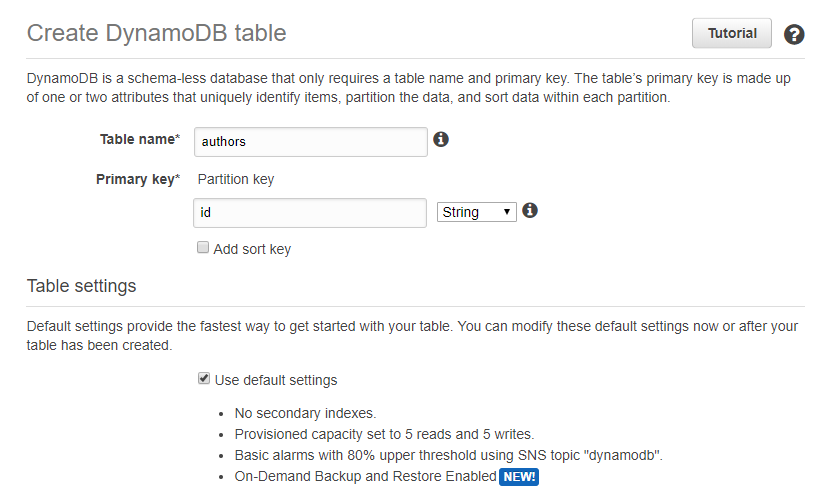 Create DynamoDB table
Tutorial
?
DynamoDB is a schema-less database that only requires a table name and primary key. The table's primary key is made up
of one or two attributes that uniquely identify items, partition the data, and sort data within each partition.
Table name* authors i
Primary key* Partition key
id String i
Add sort key
Table settings
Default settings provide the fastest way to get started with your table. You can modify these default settings now or after your
table has been created.
Use default settings
• No secondary indexes.
• Provisioned capacity set to 5 reads and 5 writes.
• Basic alarms with 80% upper threshold using SNS topic "dynamodb".
• On-Demand Backup and Restore Enabled NEW!